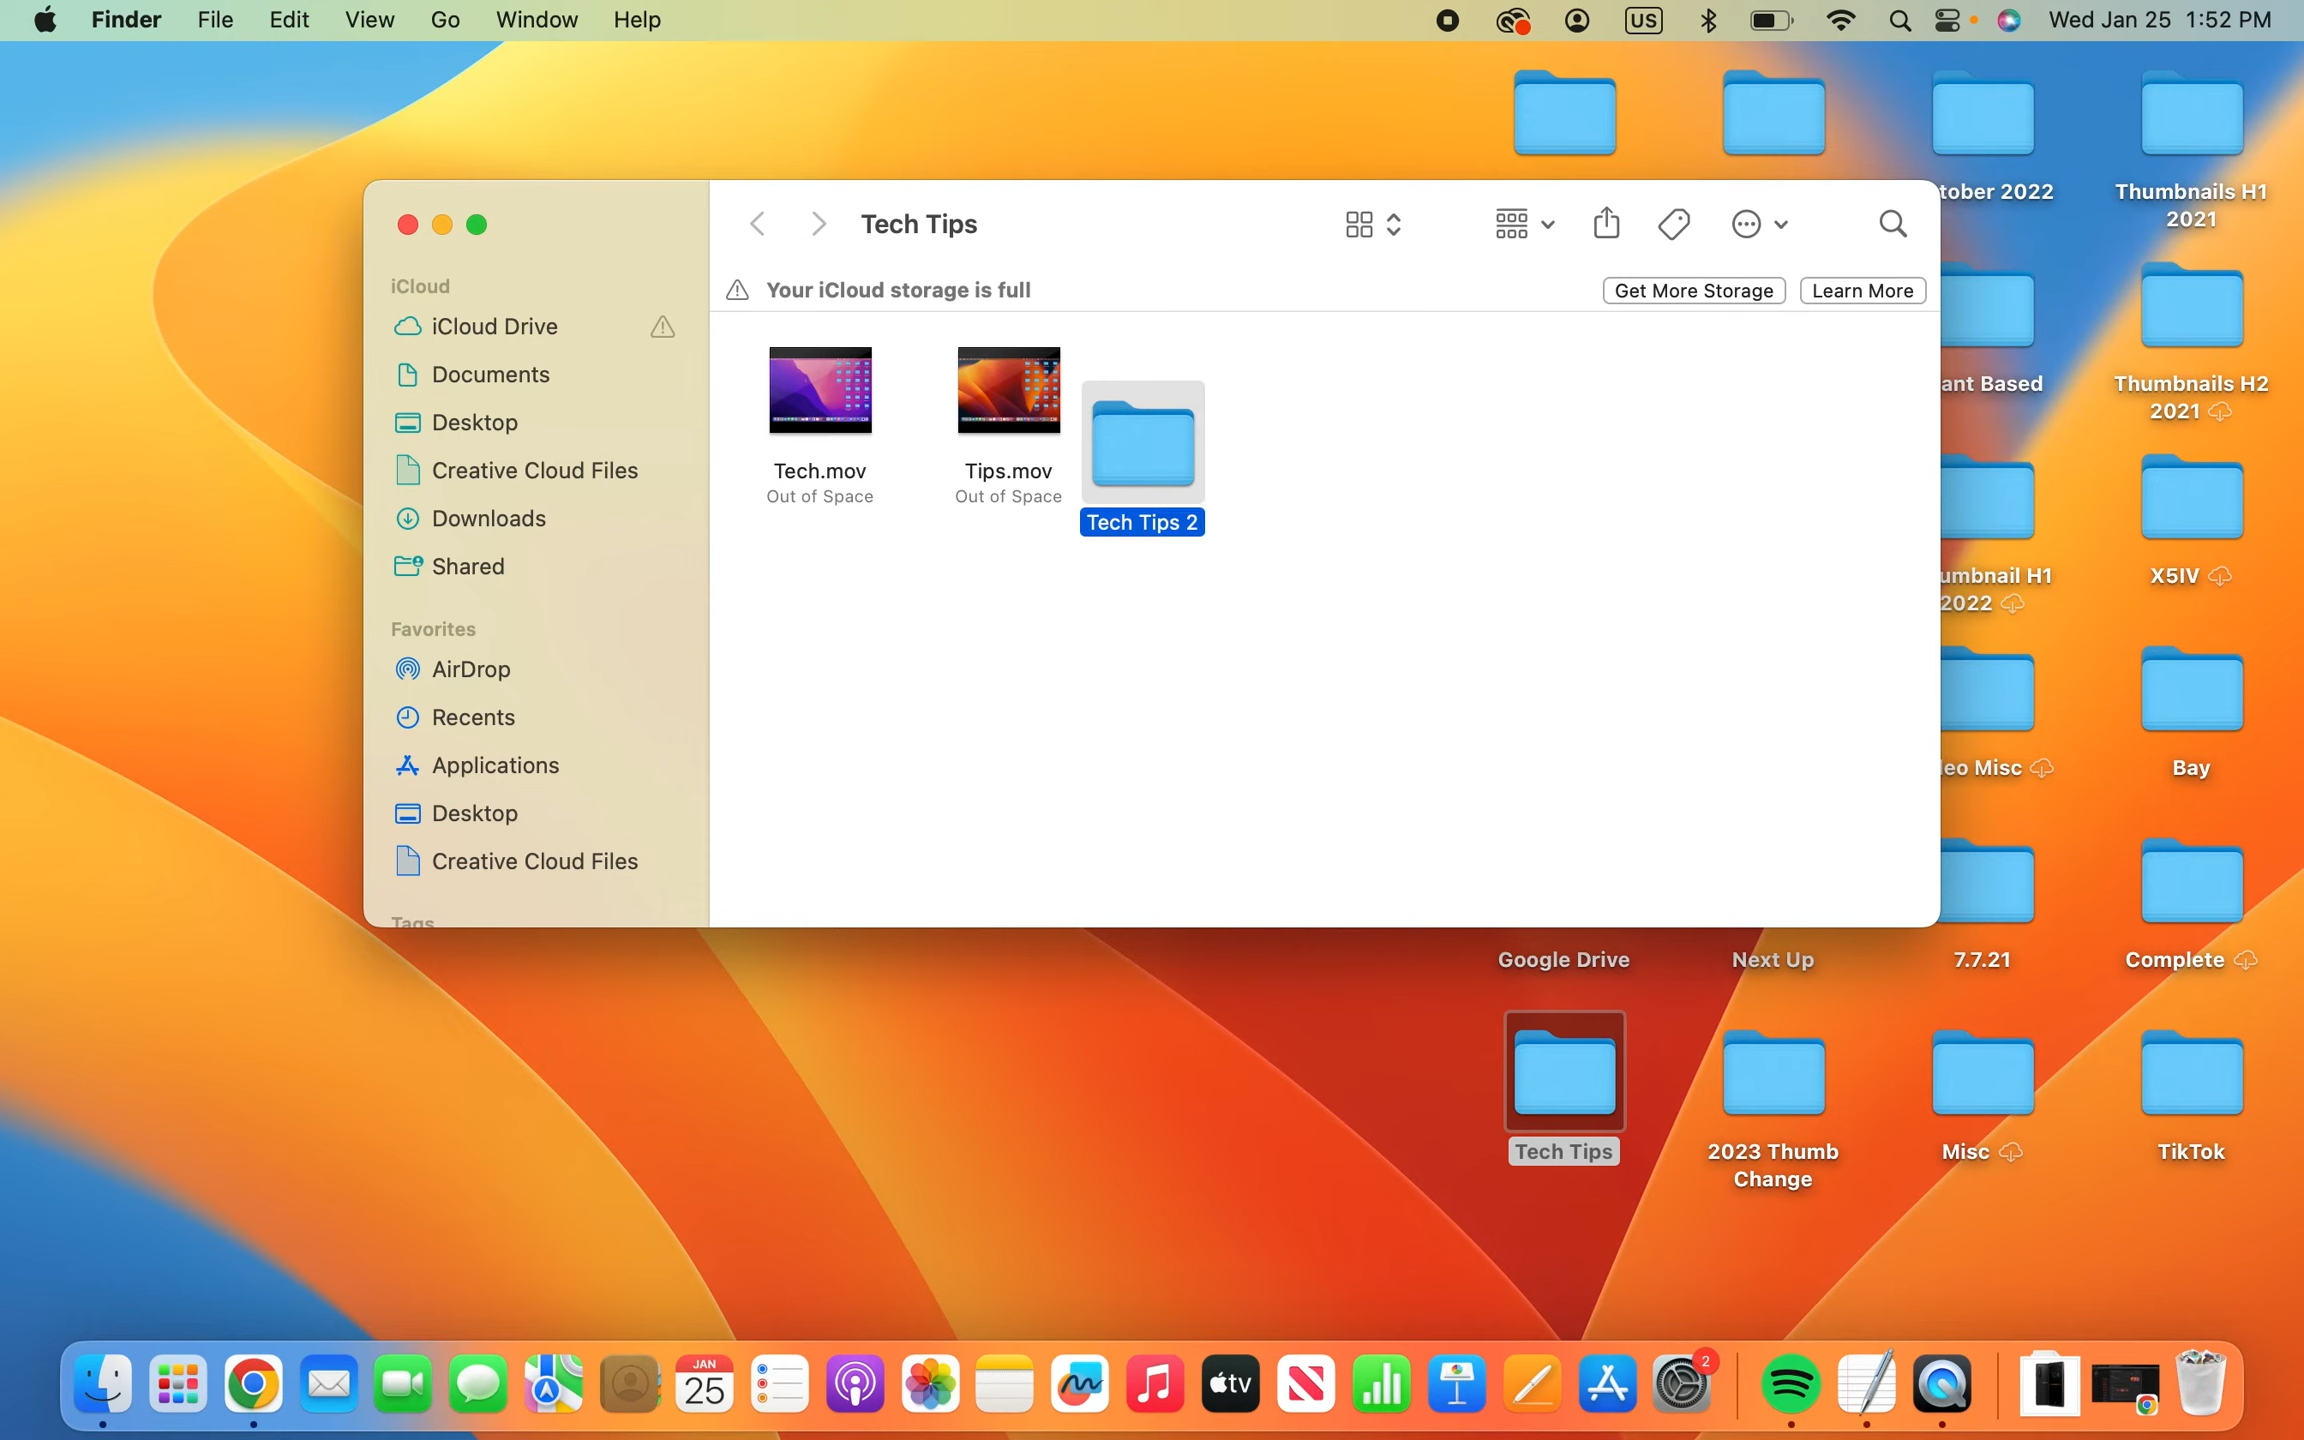 Finder File Edit View Go Window Help US Wed Jan 25 1:52 PM
tober 2022
Thumbnails H1
2021
Tech Tips
iCloud
Your iCloud storage is full Get More Storage Learn More
iCloud Drive
Documents
Desktop
Creative Cloud Files
Downloads
Shared
Favorites
AirDrop
Recents
Applications
Desktop
Creative Cloud Files
Tags
Tech.mov
Out of Space
Tips.mov
Out of Space
Tech Tips 2
ant Based
Thumbnails H2
2021
umbnail H1
2022
X5IV
eo Misc
Bay
Google Drive
Next Up
7.7.21
Complete
Tech Tips
2023 Thumb
Change
Misc
TikTok
JAN
25
tv
2